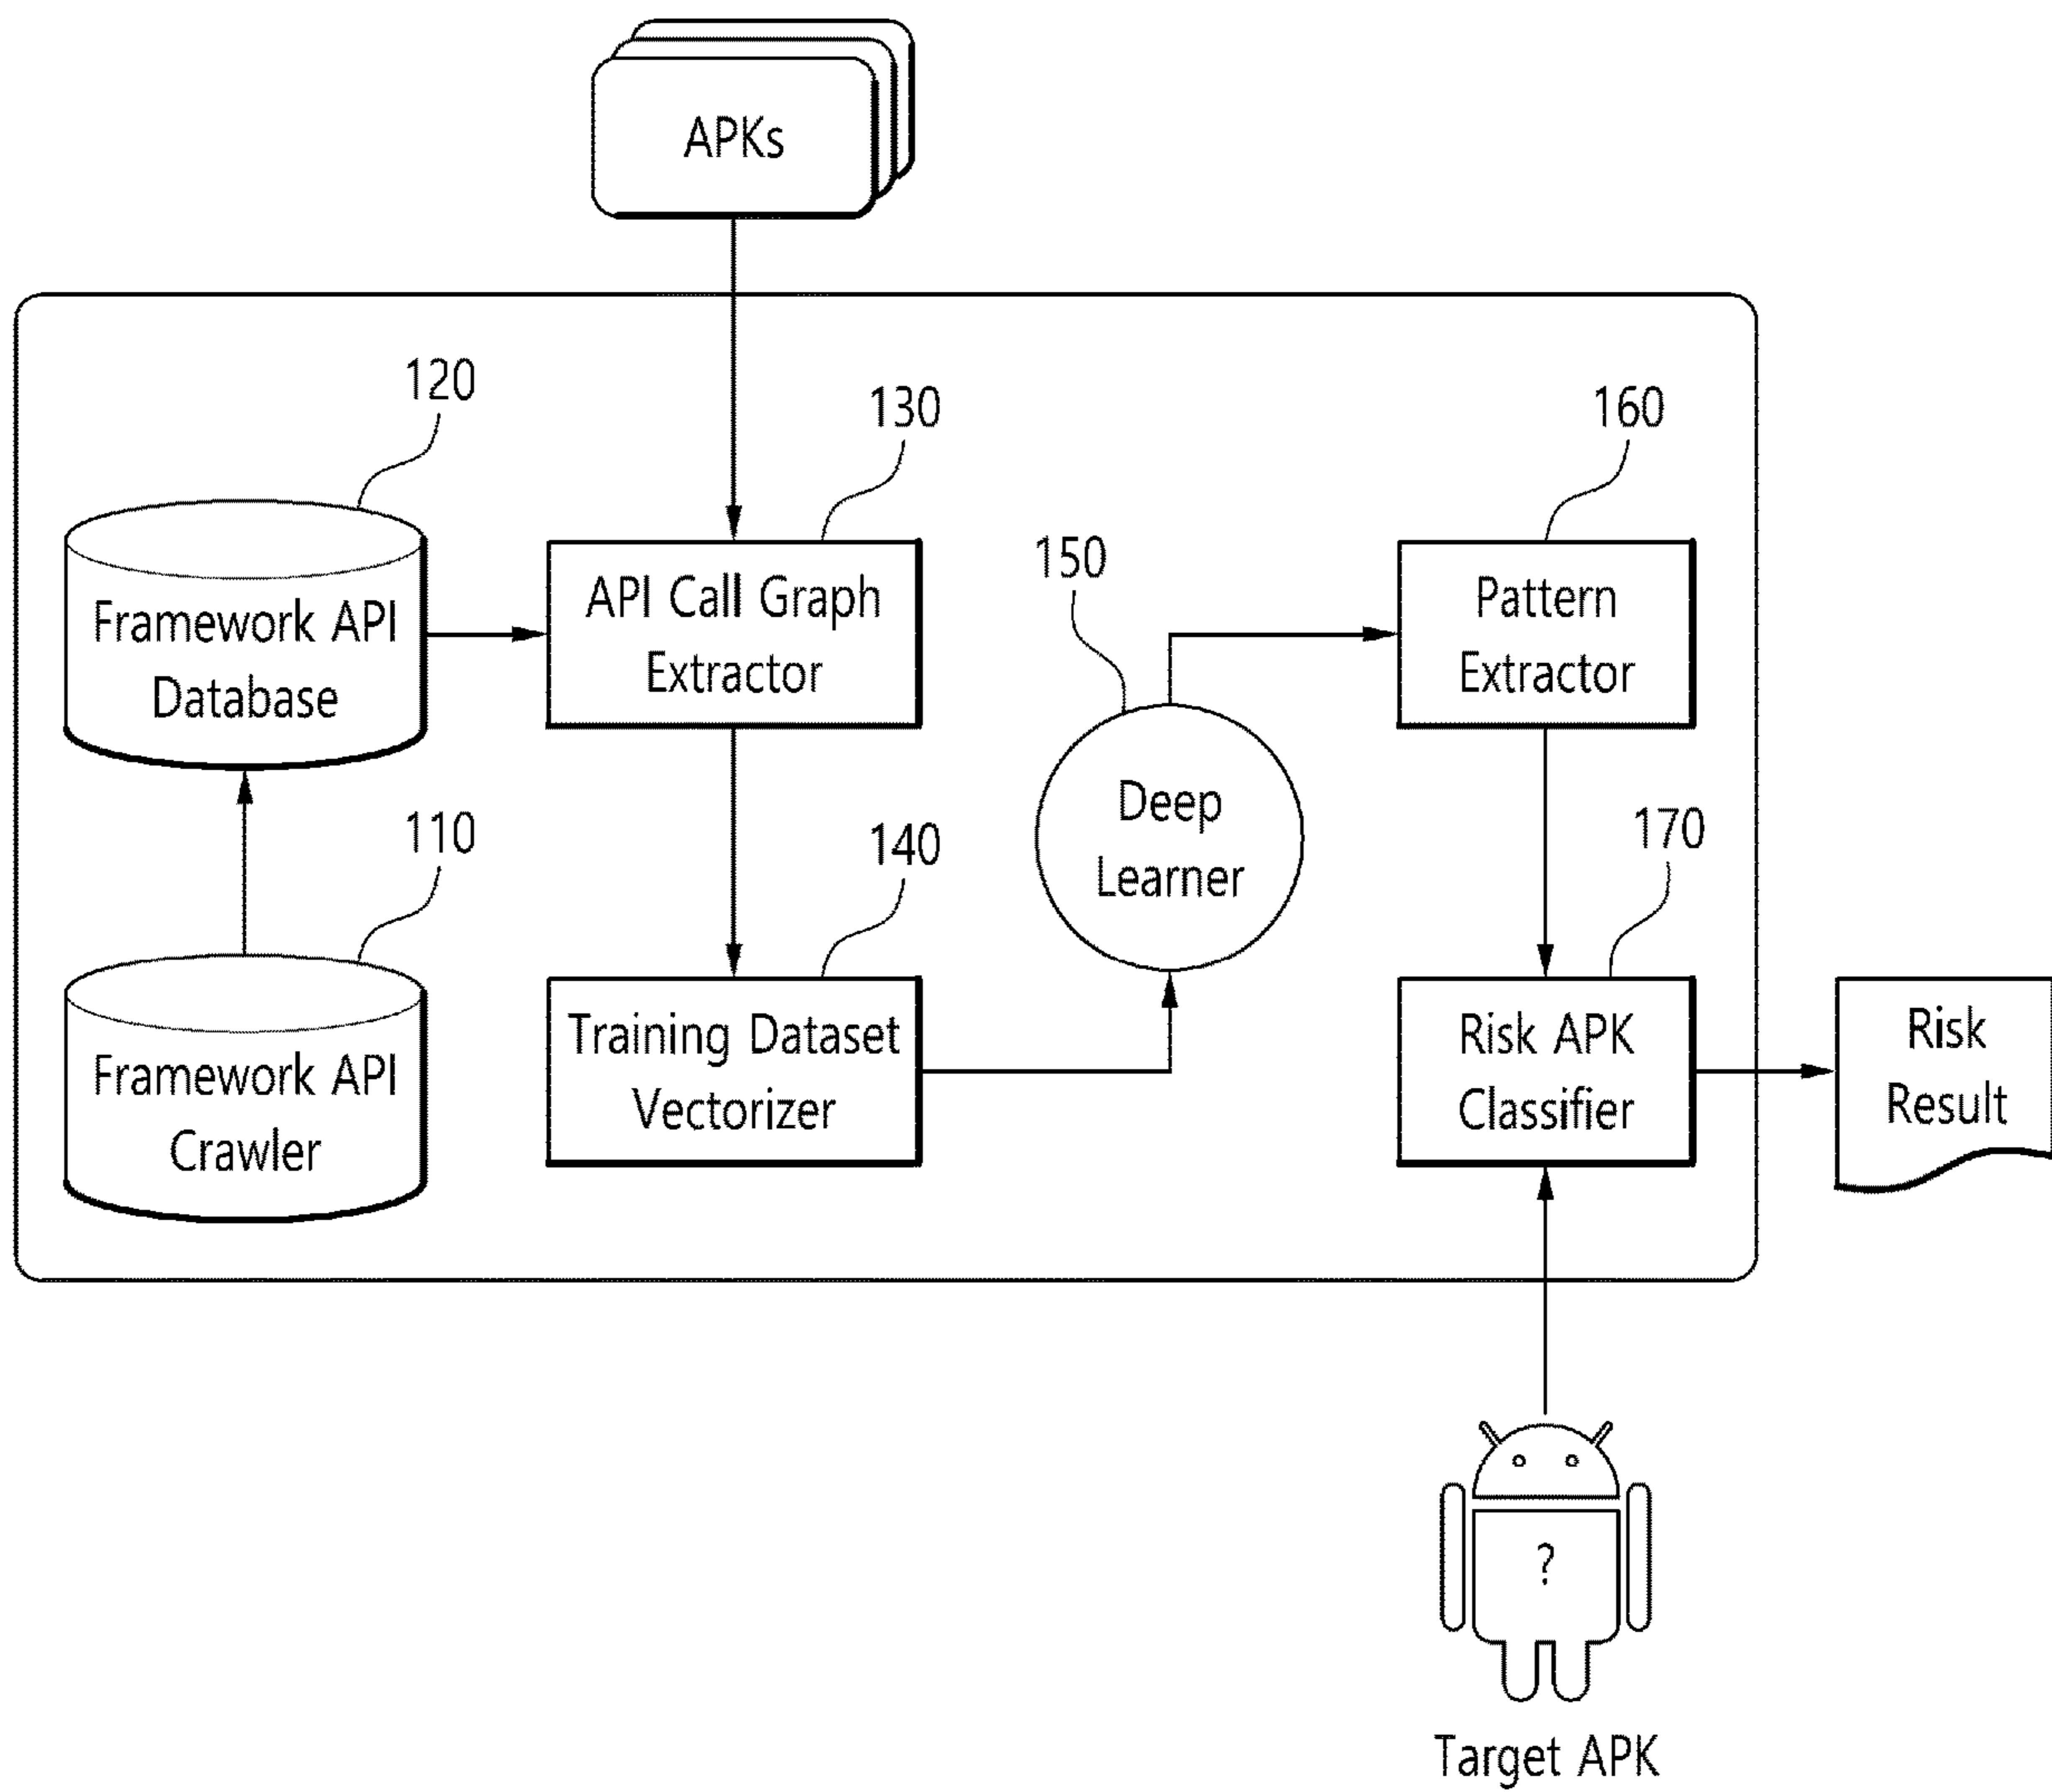 APKs
120
130
160
150
Framework API
Database
API Call Graph
Extractor
Pattern
Extractor
110
140
Deep
Learner
170
Framework API
Crawler
Training Dataset
Vectorizer
Risk APK
Classifier
Risk
Result
?
Target APK